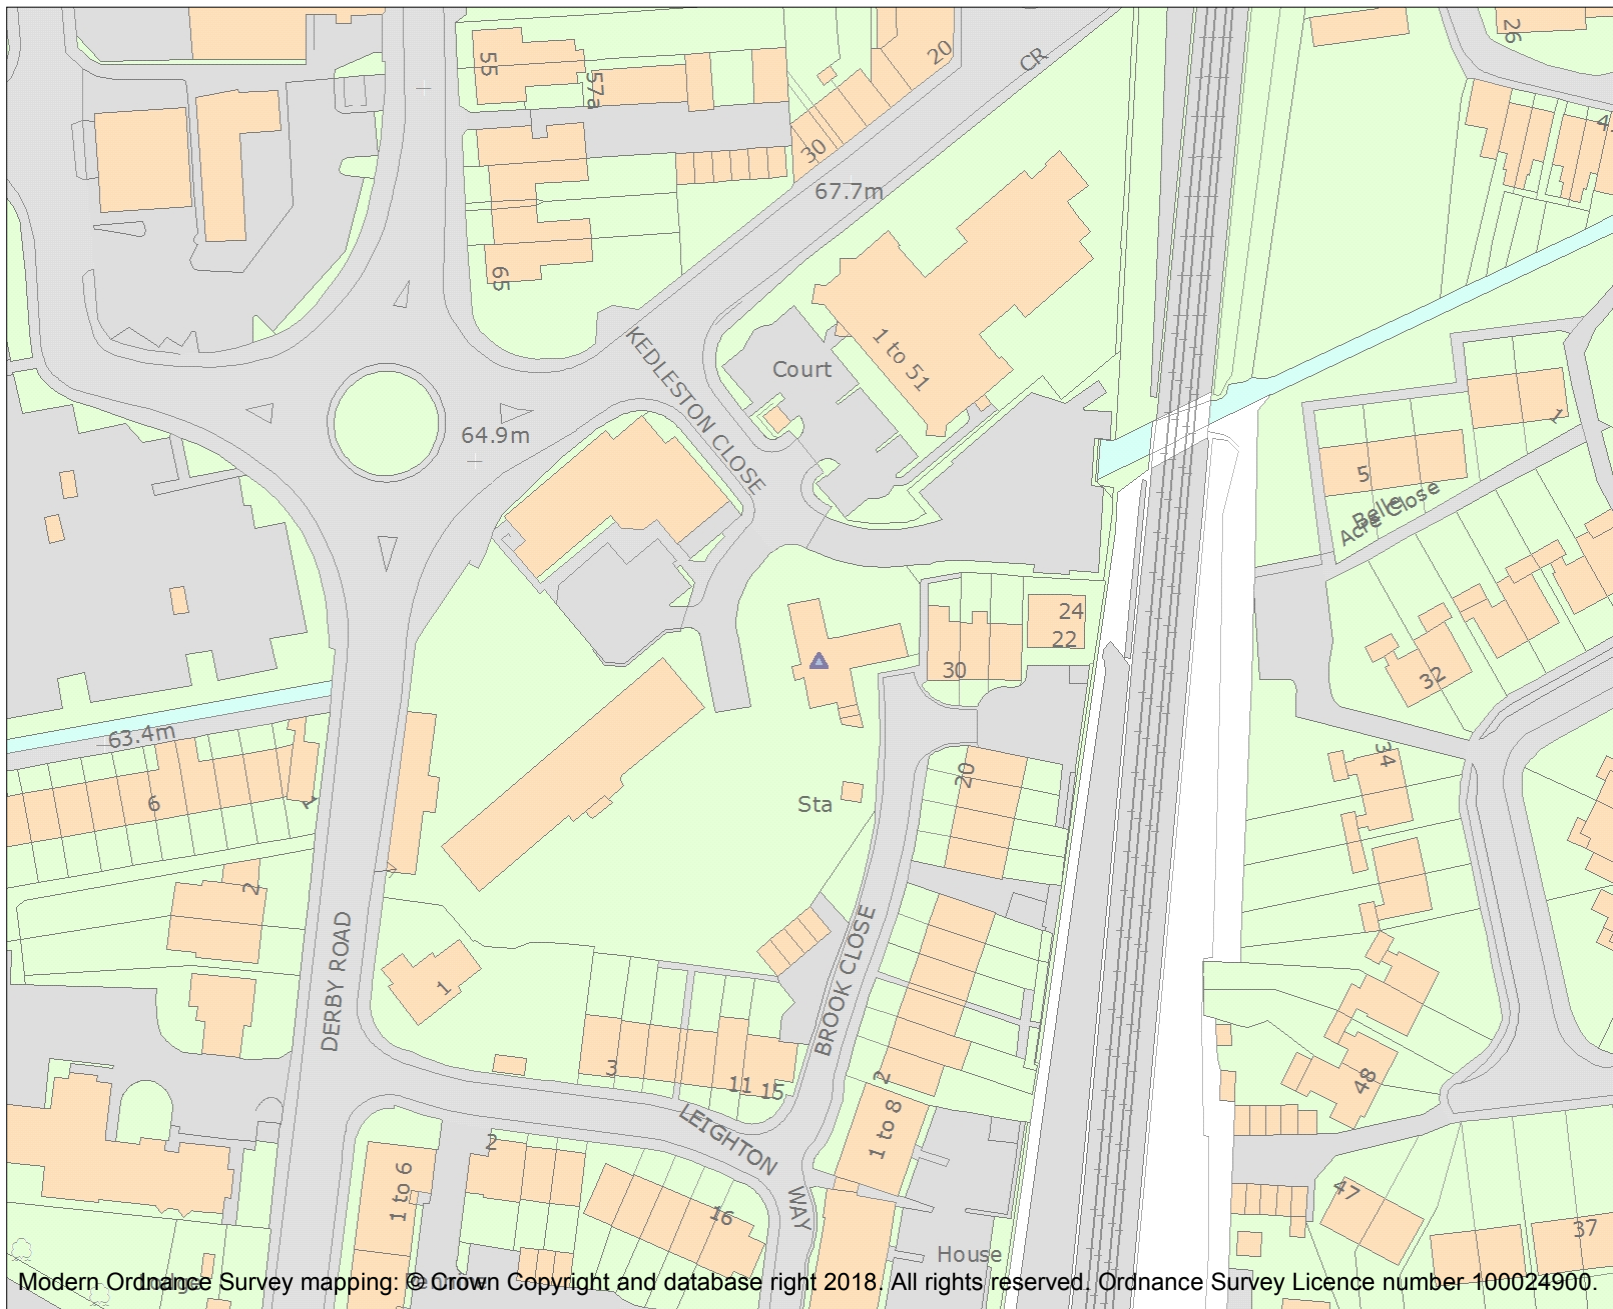 55
57a
20
CR
26
30
67.7m
65
KEDLESTON CLOSE
Court
1 to 51
64.9m
1
5
Belle
Acre Close
24
22
30
32
63.4m
34
20
6
1
Sta
2
DERBY ROAD
BROOK CLOSE
1
3
11
15
2
48
LEIGHTON
WAY
1 to 8
2
1 to 6
16
47
37
House
Modern Ordnance Survey mapping: © Crown Copyright and database right 2018. All rights reserved. Ordnance Survey Licence number 100024900.